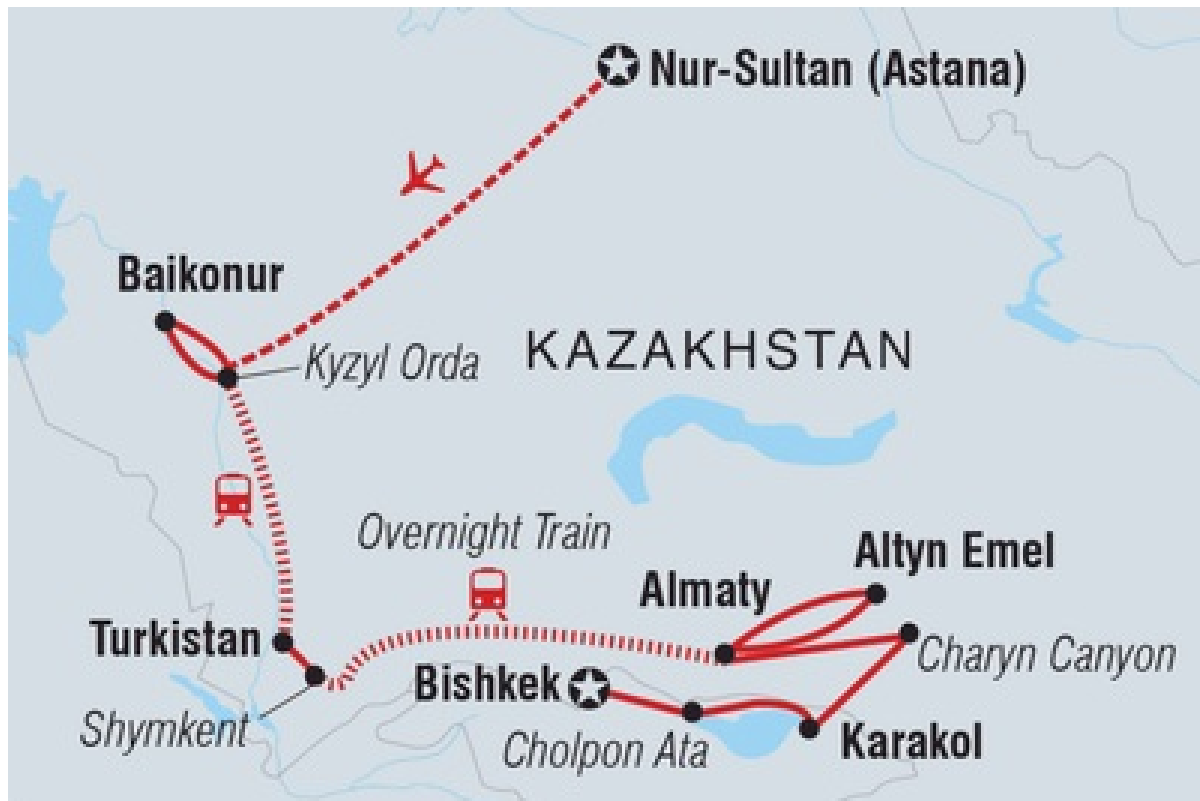 Nur-Sultan (Astana)
Baikonur
Kyzyl Orda
KAZAKHSTAN
Overnight Train
Altyn Emel
Almaty
Turkistan
Charyn Canyon
Bishkek
Shymkent
Cholpon Ata
Karakol